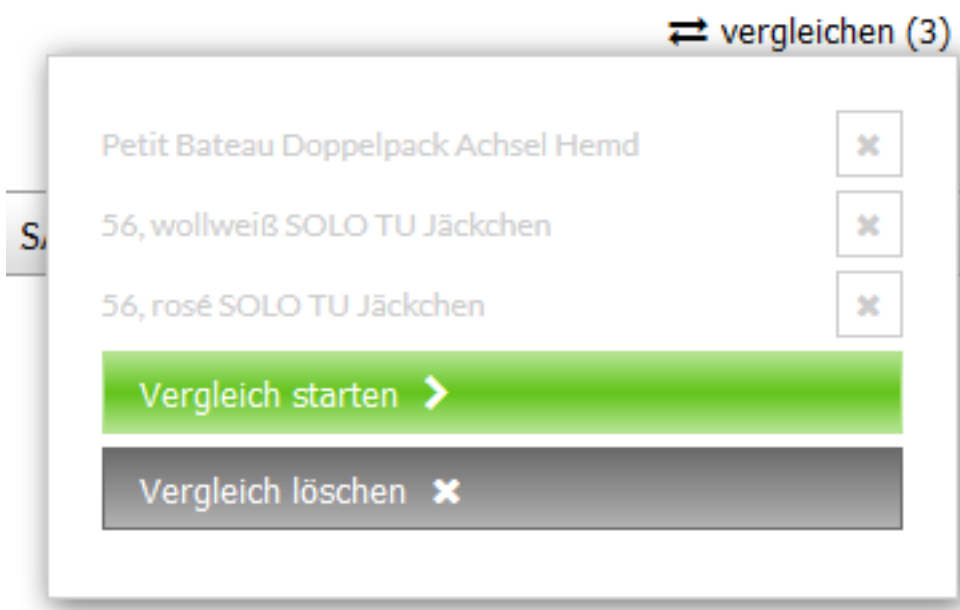 vergleichen (3)
Petit Bateau Doppelpack Achsel Hemd
56, wollweiß SOLO TU Jäckchen
SA
56, rosé SOLO TU Jäckchen
Vergleich starten
Vergleich löschen